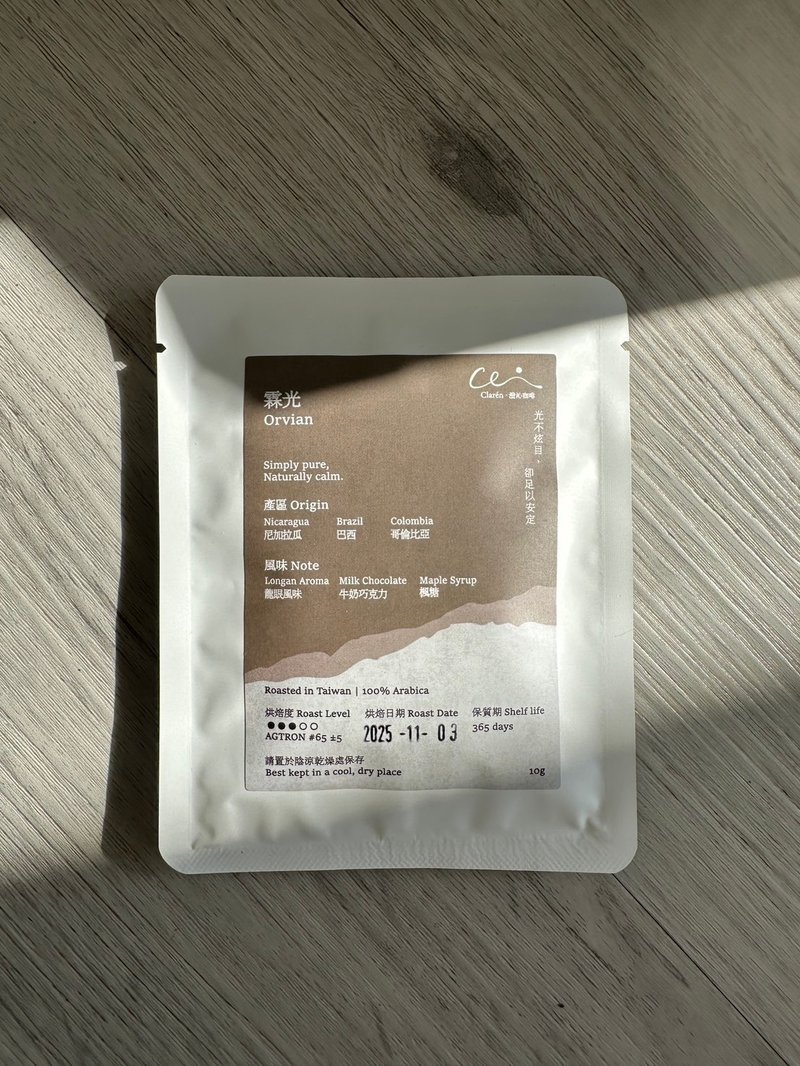 Clarén · 澄沁咖啡
霖光
Orvian
光不炫目、
卻足以安定
Simply pure,
Naturally calm.
產區 Origin
Nicaragua Brazil Colombia
尼加拉瓜 巴西 哥倫比亞
風味 Note
Longan Aroma Milk Chocolate Maple Syrup
龍眼風味 牛奶巧克力 楓糖
Roasted in Taiwan | 100% Arabica
烘焙度 Roast Level 烘焙日期 Roast Date 保質期 Shelf life
AGTRON #65 ±5 2025 -11- 03 365 days
請置於陰涼乾燥處保存
Best kept in a cool, dry place 10g